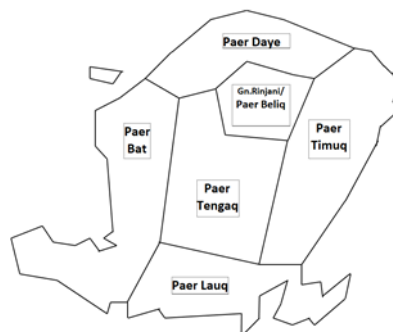 Paer Daye
Gn.Rinjani/
Paer Beliq
Paer
Bat
Paer
Timuq
Paer
Tengaq
Paer Lauq